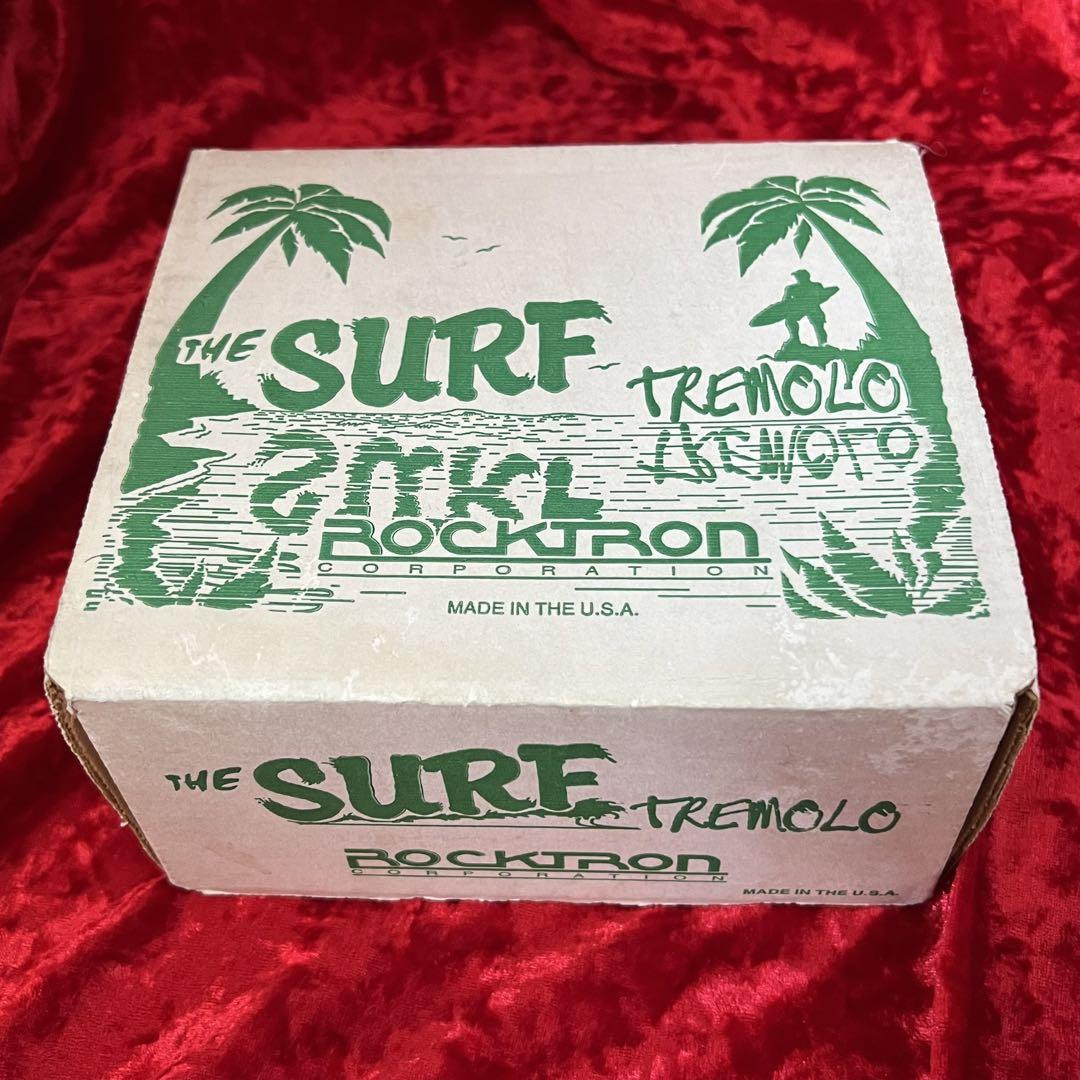 THE SURF
TREMOLO
ROCKTRON
CORPORATION
MADE IN THE U.S.A.
THE SURF TREMOLO
ROCKTRON
CORPORATION
MADE IN THE U.S.A.